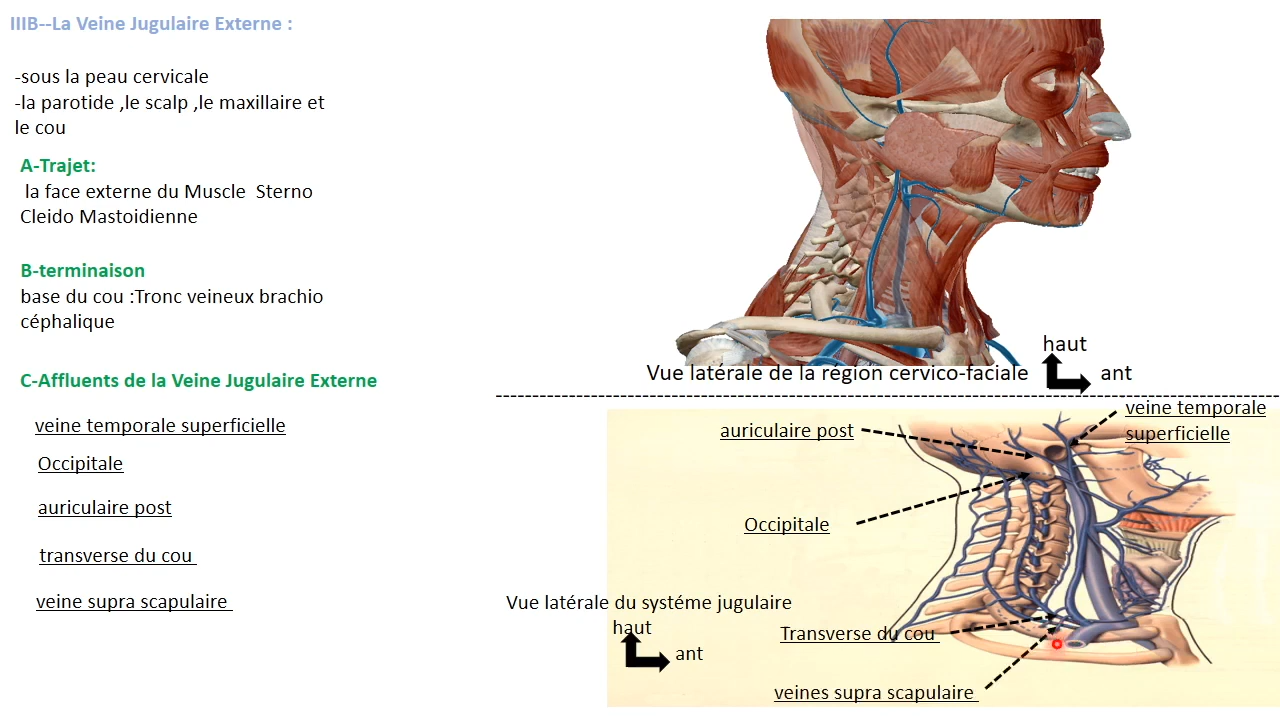 IIIB--La Veine Jugulaire Externe :
-sous la peau cervicale
-la parotide ,le scalp ,le maxillaire et
le cou
A-Trajet:
la face externe du Muscle Sterno
Cleido Mastoidienne
B-terminaison
base du cou :Tronc veineux brachio
céphalique
C-Affluents de la Veine Jugulaire Externe
veine temporale superficielle
Occipitale
auriculaire post
transverse du cou
veine supra scapulaire
haut
Vue latérale de la région cervico-faciale
ant
veine temporale
superficielle
auriculaire post
Occipitale
Vue latérale du systéme jugulaire
haut
ant
Transverse du cou
veines supra scapulaire